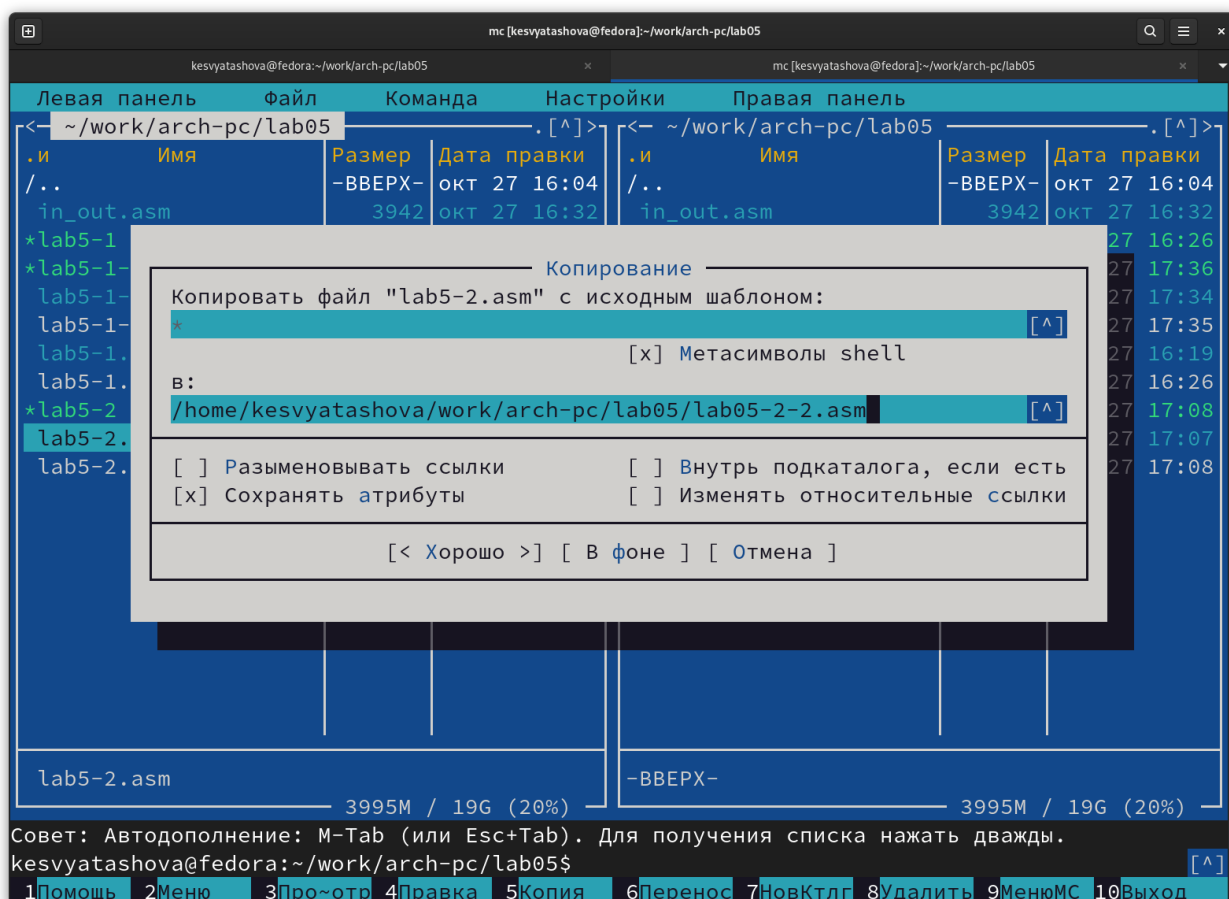 mc [kesvyatashova@fedora]:~/work/arch-pc/lab05
kesvyatashova@fedora:~/work/arch-pc/lab05 × mc [kesvyatashova@fedora]:~/work/arch-pc/lab05 ×
Левая панель Файл Команда Настройки Правая панель
<— ~/work/arch-pc/lab05 .[^]> <— ~/work/arch-pc/lab05 .[^]>
.и Имя Размер Дата правки .и Имя Размер Дата правки
/.. -ВВЕРХ- окт 27 16:04 /.. -ВВЕРХ- окт 27 16:04
in_out.asm 3942 окт 27 16:32 in_out.asm 3942 окт 27 16:32
*lab5-1 27 16:26
*lab5-1- Копирование 27 17:36
lab5-1- Копировать файл "lab5-2.asm" с исходным шаблоном: 27 17:34
lab5-1- * [^] 27 17:35
lab5-1. [x] Метасимволы shell 27 16:19
lab5-1. в: 27 16:26
*lab5-2 /home/kesvyatashova/work/arch-pc/lab05/lab05-2-2.asm [^] 27 17:08
lab5-2. 27 17:07
lab5-2. [ ] Разыменовывать ссылки [ ] Внутрь подкаталога, если есть 27 17:08
[x] Сохранять атрибуты [ ] Изменять относительные ссылки
[< Хорошо >] [ В фоне ] [ Отмена ]
lab5-2.asm -ВВЕРХ-
3995M / 19G (20%) 3995M / 19G (20%)
Совет: Автодополнение: M-Tab (или Esc+Tab). Для получения списка нажать дважды.
kesvyatashova@fedora:~/work/arch-pc/lab05$ [^]
1Помощь 2Меню 3Про~отр 4Правка 5Копия 6Перенос 7НовКтлг 8Удалить 9МенюMC 10Выход